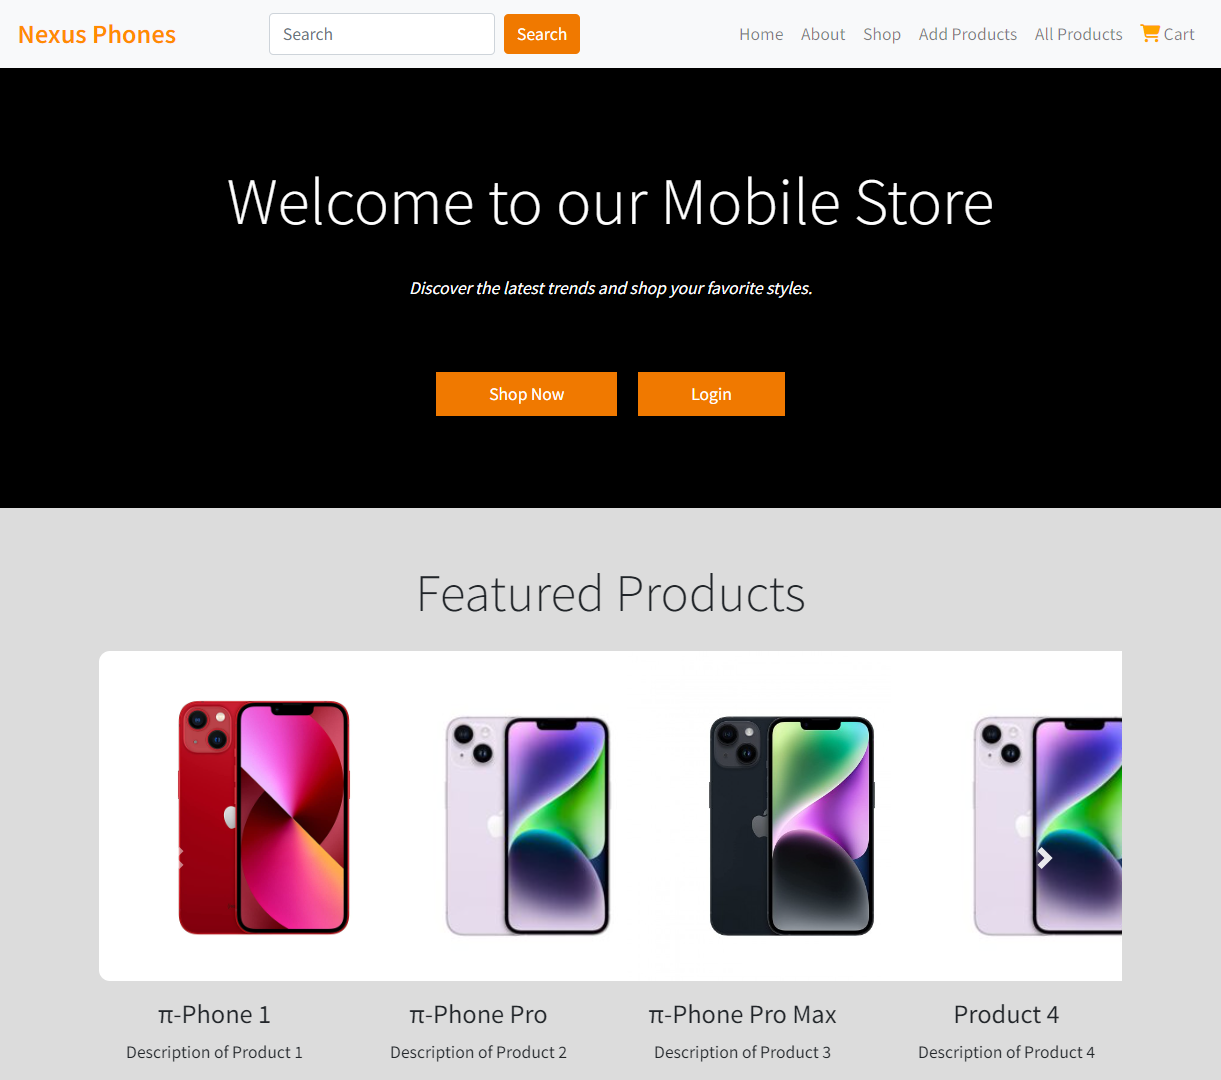 Nexus Phones
Search
Search
Home
About
Shop
Add Products
All Products
Cart
Welcome to our Mobile Store
Discover the latest trends and shop your favorite styles.
Shop Now
Login
Featured Products
π-Phone 1
π-Phone Pro
π-Phone Pro Max
Product 4
Description of Product 1
Description of Product 2
Description of Product 3
Description of Product 4